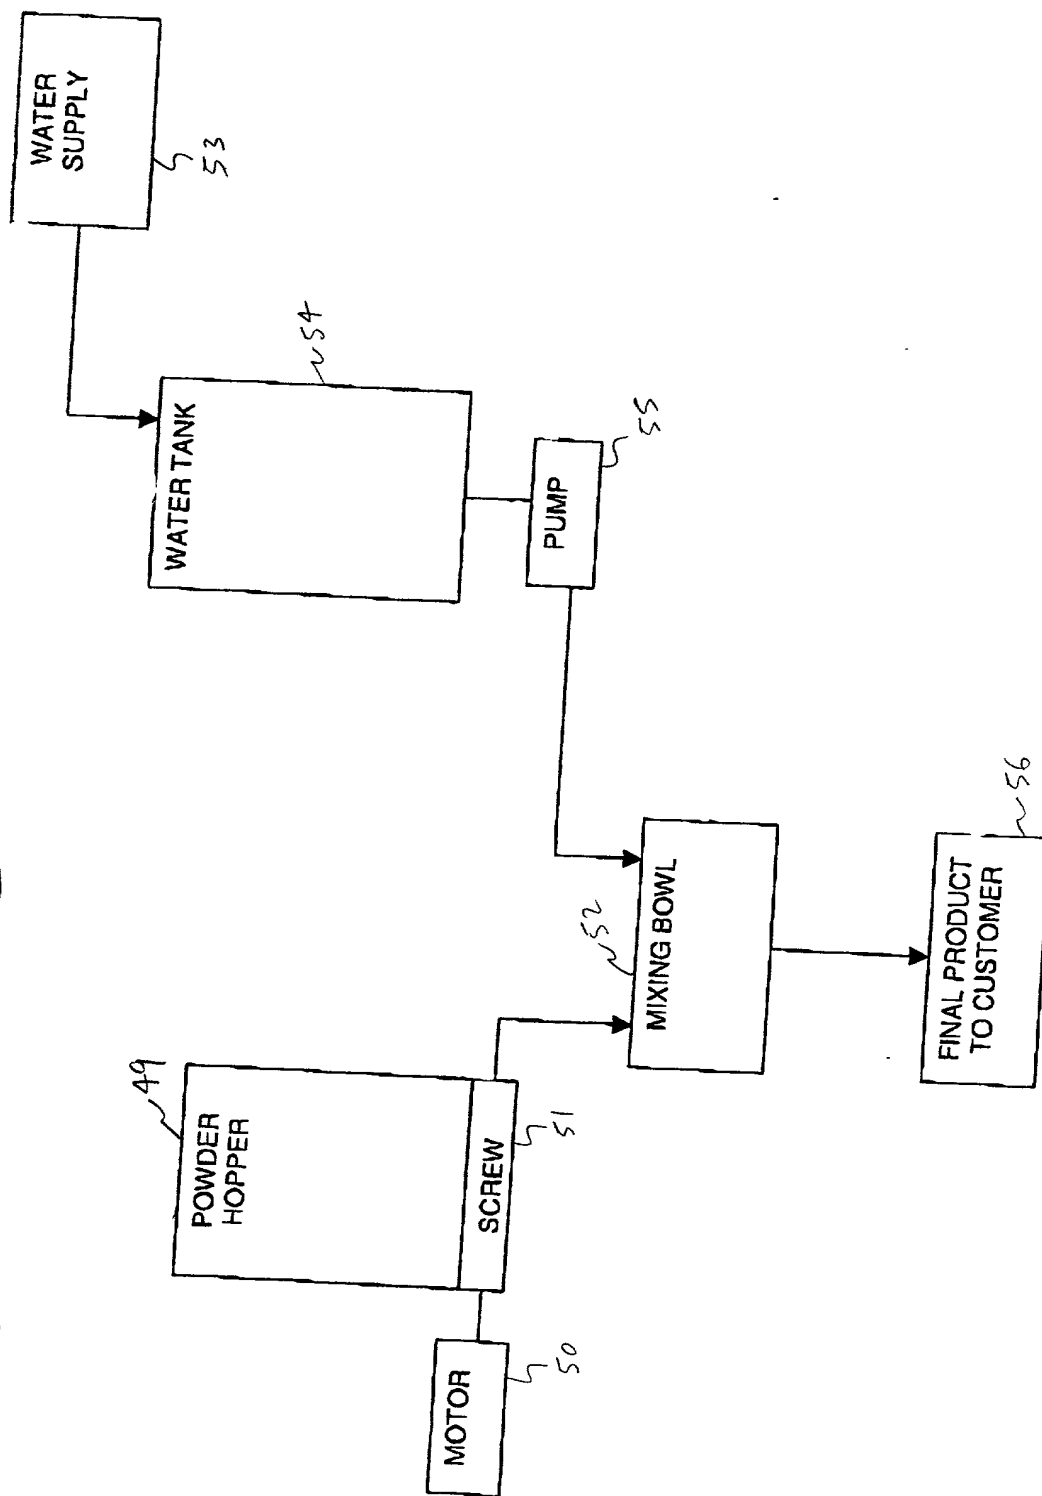 WATER
SUPPLY
53
WATER TANK
54
PUMP
55
POWDER
HOPPER
49
SCREW
51
MOTOR
50
MIXING BOWL
52
FINAL PRODUCT
TO CUSTOMER
56